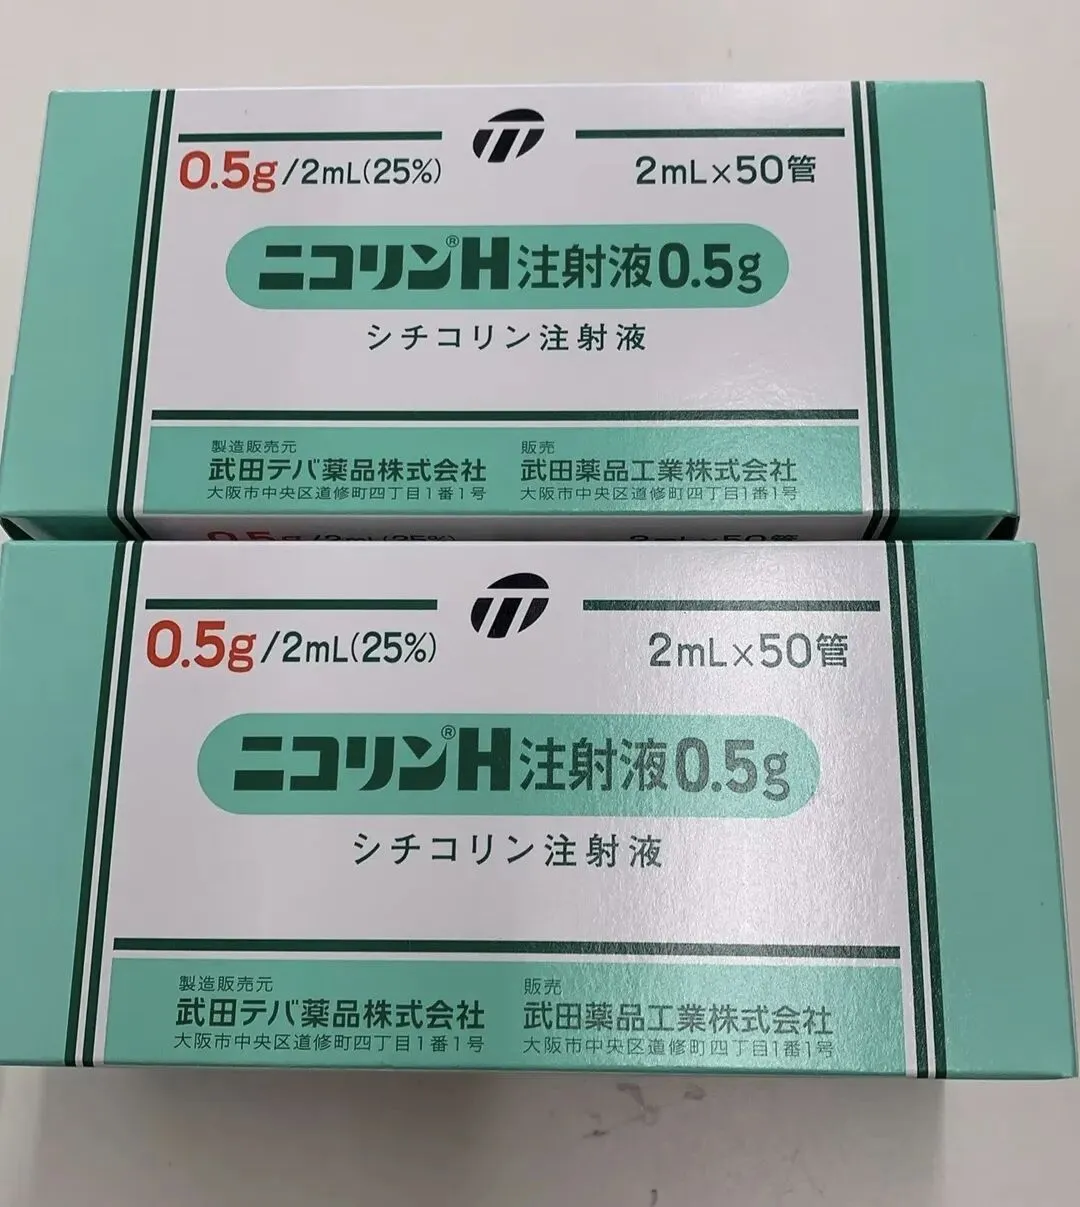 0.5g/2mL(25%)
2mL×50管
ニコリン®H注射液0.5g
シチコリン注射液
製造販売元
武田テバ薬品株式会社
大阪市中央区道修町四丁目1番1号
販売
武田薬品工業株式会社
大阪市中央区道修町四丁目1番1号
0.5g/2mL(25%)
2mL×50管
0.5g/2mL(25%)
2mL×50管
ニコリン®H注射液0.5g
シチコリン注射液
製造販売元
武田テバ薬品株式会社
大阪市中央区道修町四丁目1番1号
販売
武田薬品工業株式会社
大阪市中央区道修町四丁目1番1号